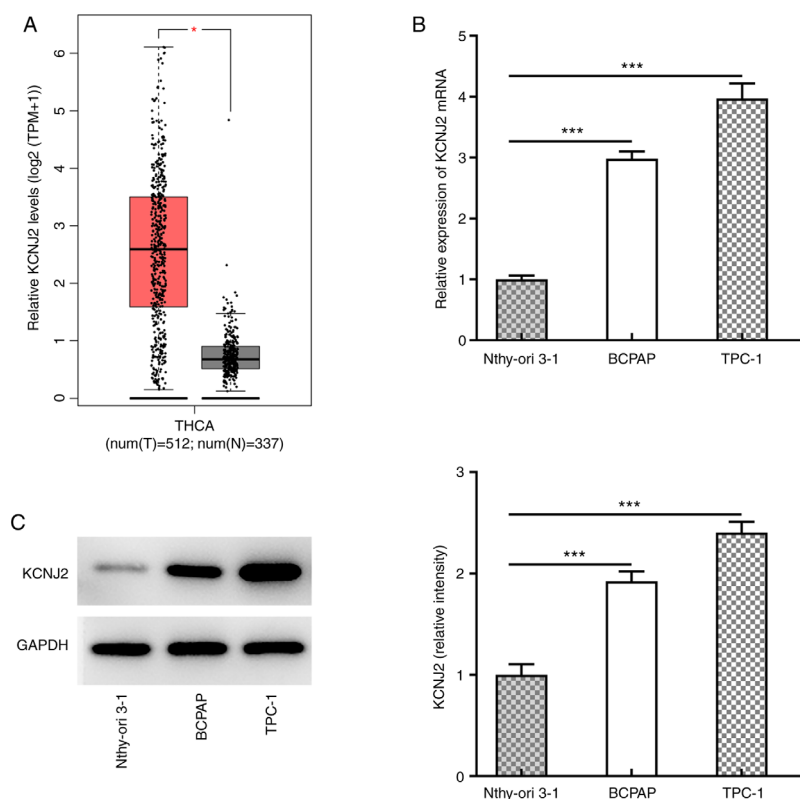 A
Relative KCNJ2 levels (log2 (TPM+1))
6
5
4
3
2
1
0
*
THCA
(num(T)=512; num(N)=337)
B
Relative expression of KCNJ2 mRNA
5
4
3
2
1
0
***
***
Nthy-ori 3-1 BCPAP TPC-1
C
KCNJ2
GAPDH
Nthy-ori 3-1
BCPAP
TPC-1
KCNJ2 (relative intensity)
3
2
1
0
***
***
Nthy-ori 3-1 BCPAP TPC-1